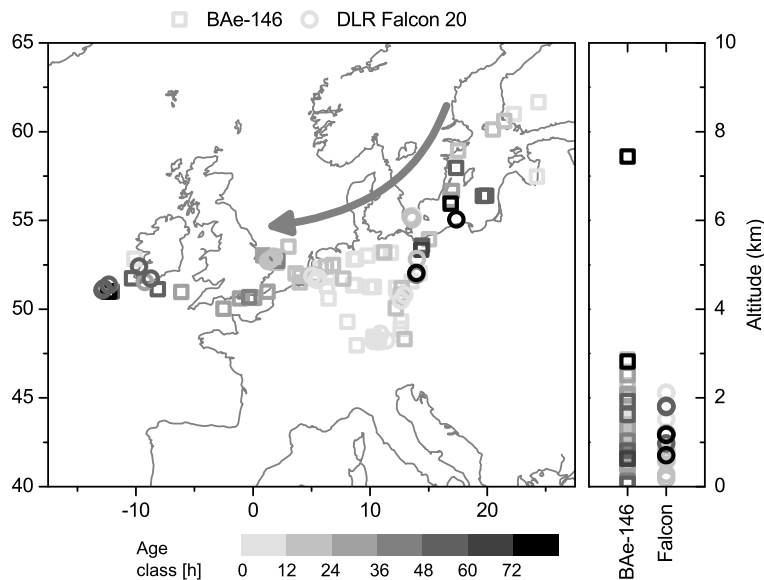 BAe-146 DLR Falcon 20
65
60
55
50
45
40
-10 0 10 20
10
8
6
4
2
0
Altitude (km)
BAe-146
Falcon
Age
class [h]
0 12 24 36 48 60 72